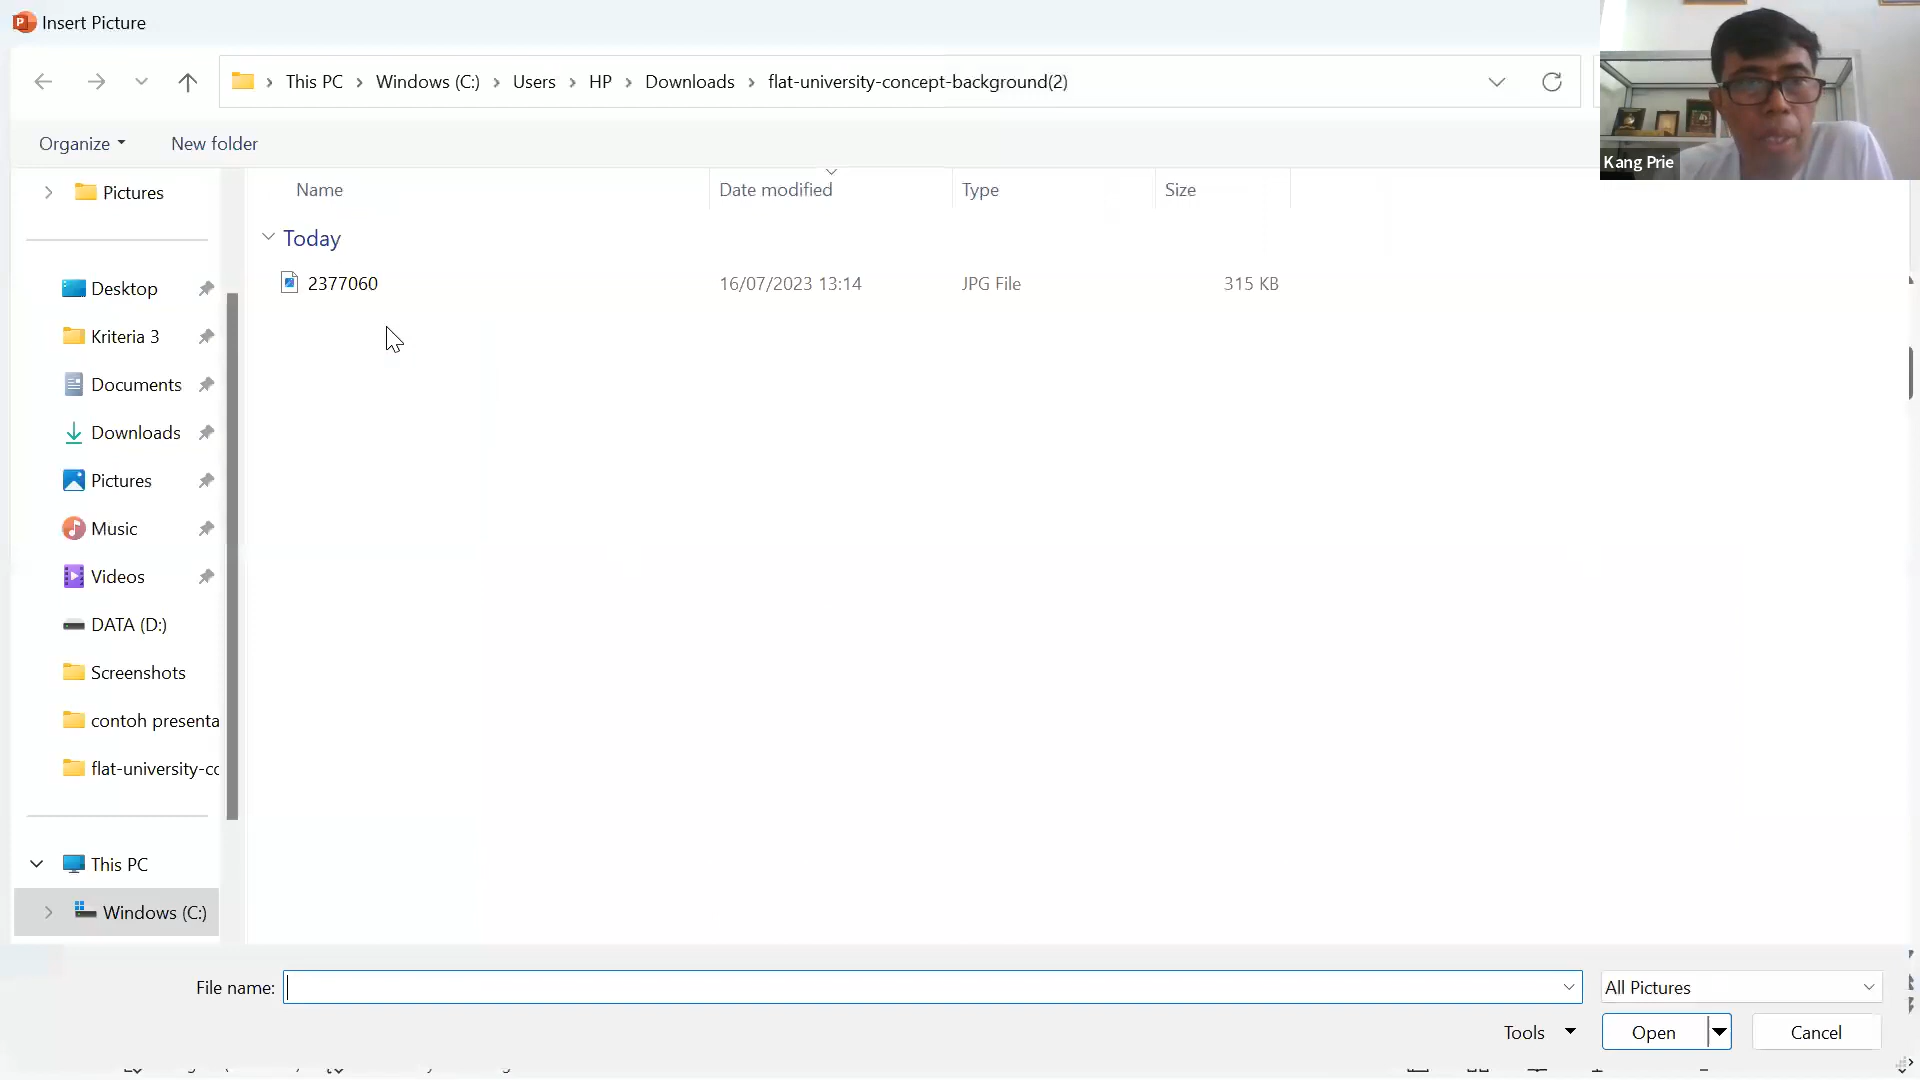 Insert Picture
This PC > Windows (C:) > Users > HP > Downloads > flat-university-concept-background(2)
Organize
New folder
Kang Prie
Name
Date modified
Type
Size
Pictures
Today
2377060
16/07/2023 13:14
JPG File
315 KB
Desktop
Kriteria 3
Documents
Downloads
Pictures
Music
Videos
DATA (D:)
Screenshots
contoh presenta
flat-university-co
This PC
Windows (C:)
File name:
All Pictures
Tools
Open
Cancel